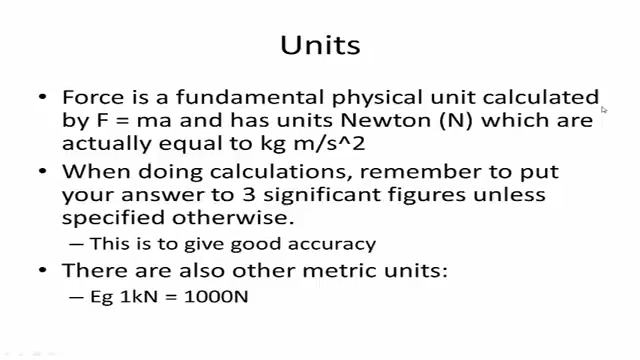 Units
• Force is a fundamental physical unit calculated
by F = ma and has units Newton (N) which are
actually equal to kg m/s^2
• When doing calculations, remember to put
your answer to 3 significant figures unless
specified otherwise.
– This is to give good accuracy
• There are also other metric units:
– Eg 1kN = 1000N